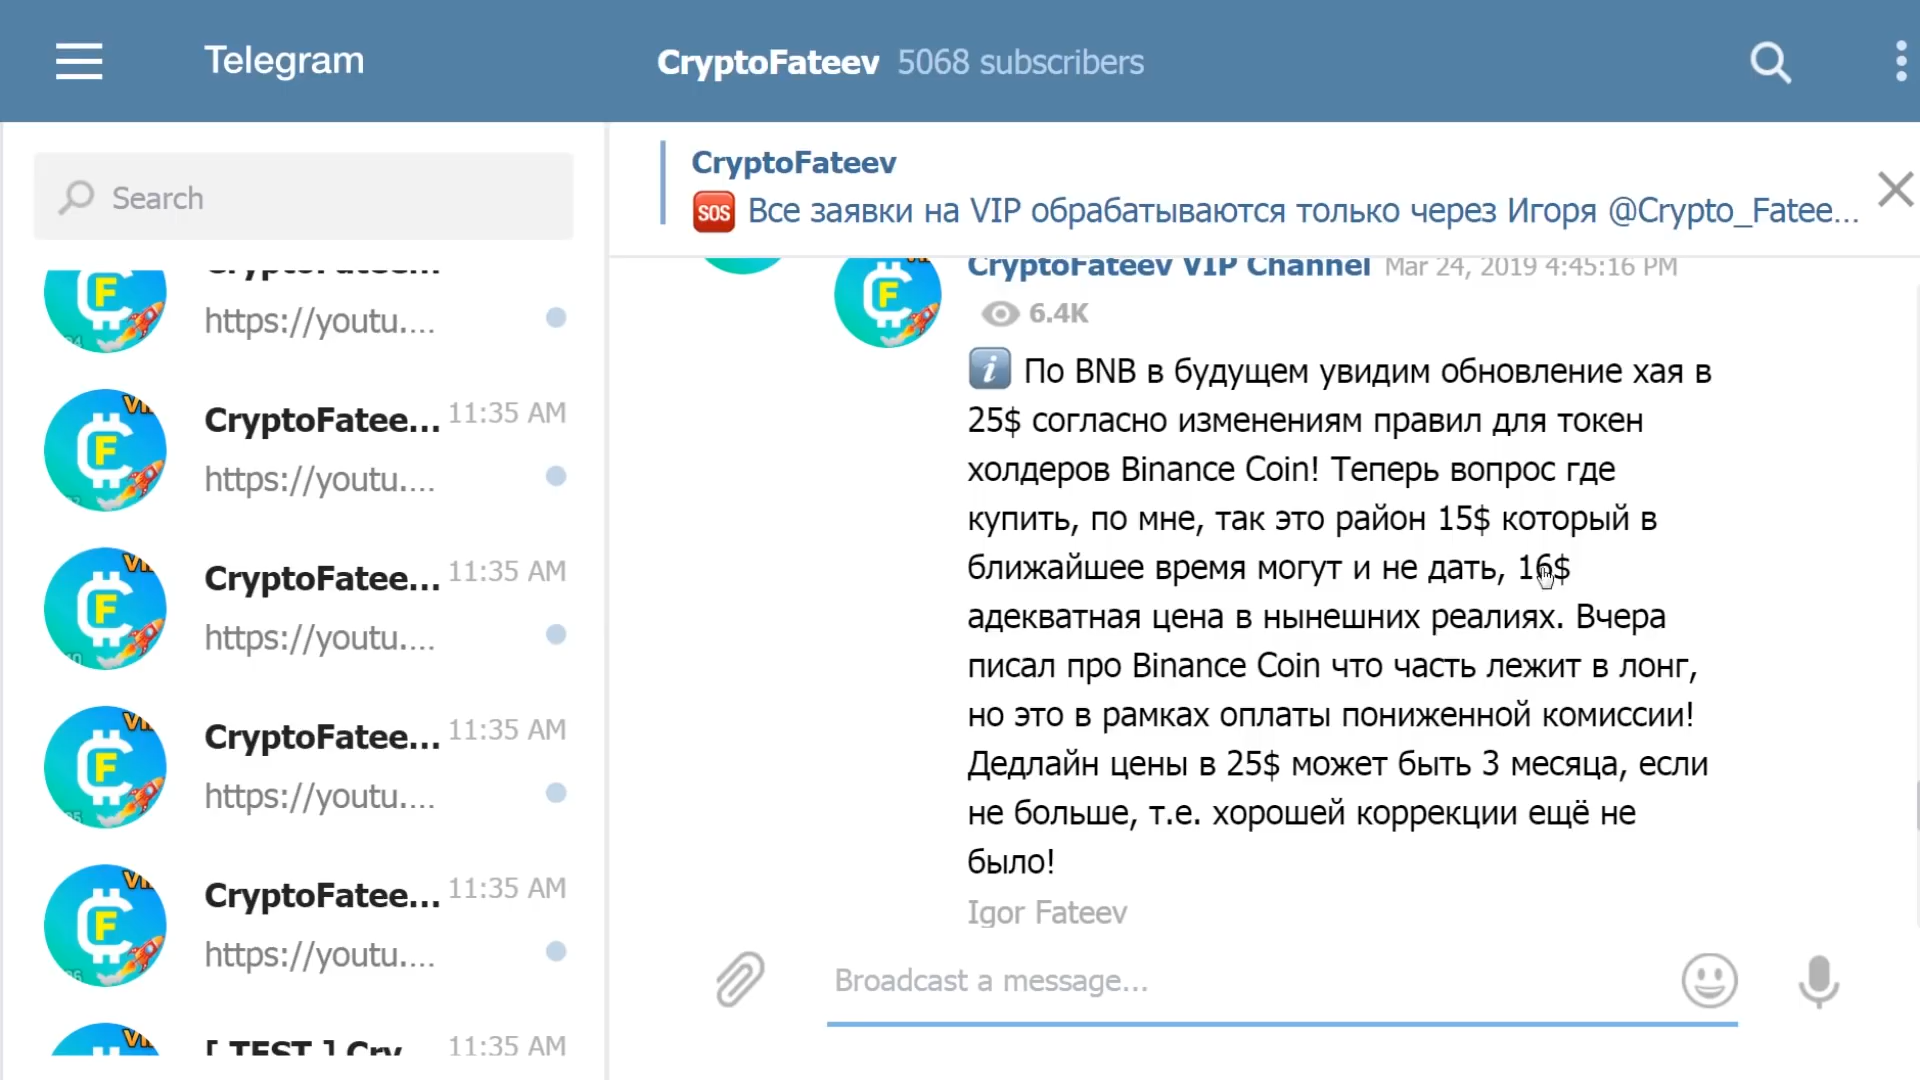 Telegram
CryptoFateev 5068 subscribers
Search
https://youtu....
CryptoFatee... 11:35 AM
https://youtu....
CryptoFatee... 11:35 AM
https://youtu....
CryptoFatee... 11:35 AM
https://youtu....
CryptoFatee... 11:35 AM
https://youtu....
[ TEST ] Cry... 11:35 AM
CryptoFateev
SOS Все заявки на VIP обрабатываются только через Игоря @Crypto_Fatee...
CryptoFateev VIP Channel Mar 24, 2019 4:45:16 PM
6.4K
По BNB в будущем увидим обновление хая в
25$ согласно изменениям правил для токен
холдеров Binance Coin! Теперь вопрос где
купить, по мне, так это район 15$ который в
ближайшее время могут и не дать, 16$
адекватная цена в нынешних реалиях. Вчера
писал про Binance Coin что часть лежит в лонг,
но это в рамках оплаты пониженной комиссии!
Дедлайн цены в 25$ может быть 3 месяца, если
не больше, т.е. хорошей коррекции ещё не
было!
Igor Fateev
Broadcast a message...